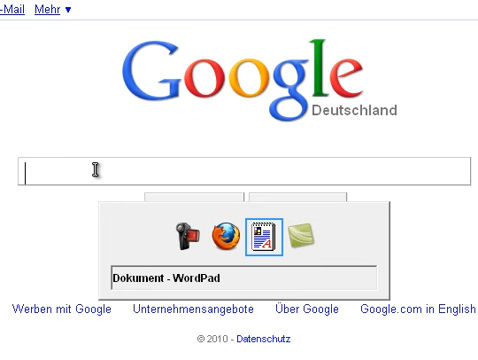 -Mail Mehr ▼
Google
Deutschland
Dokument - WordPad
Werben mit Google Unternehmensangebote Über Google Google.com in English
© 2010 - Datenschutz